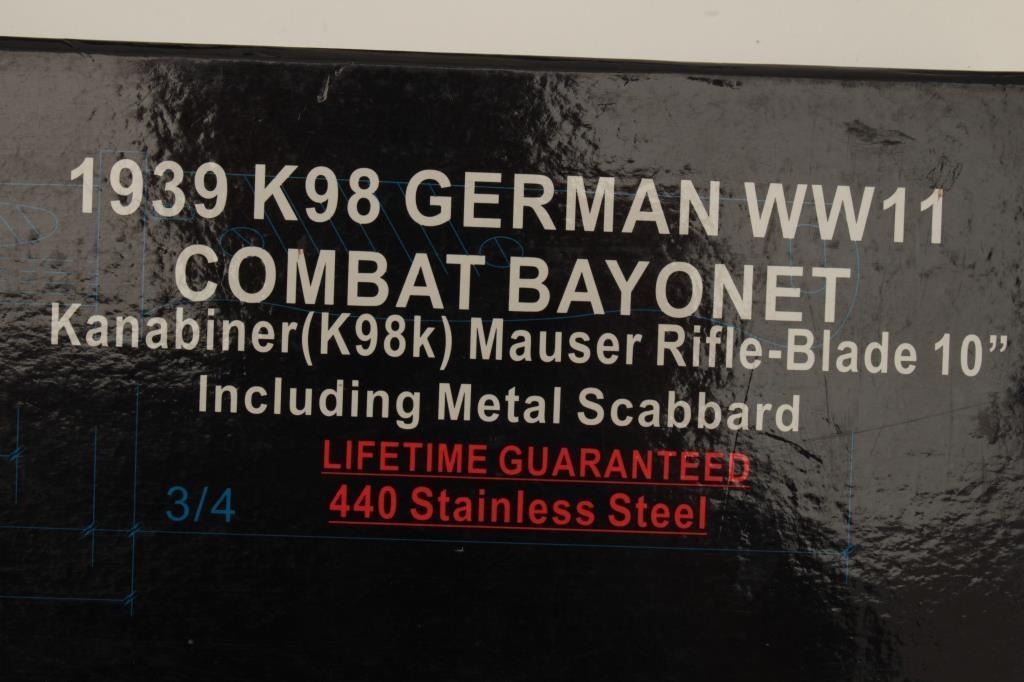 1939 K98 GERMAN WW11
COMBAT BAYONET
Kanabiner(K98k) Mauser Rifle-Blade 10”
Including Metal Scabbard
LIFETIME GUARANTEED
440 Stainless Steel
3/4